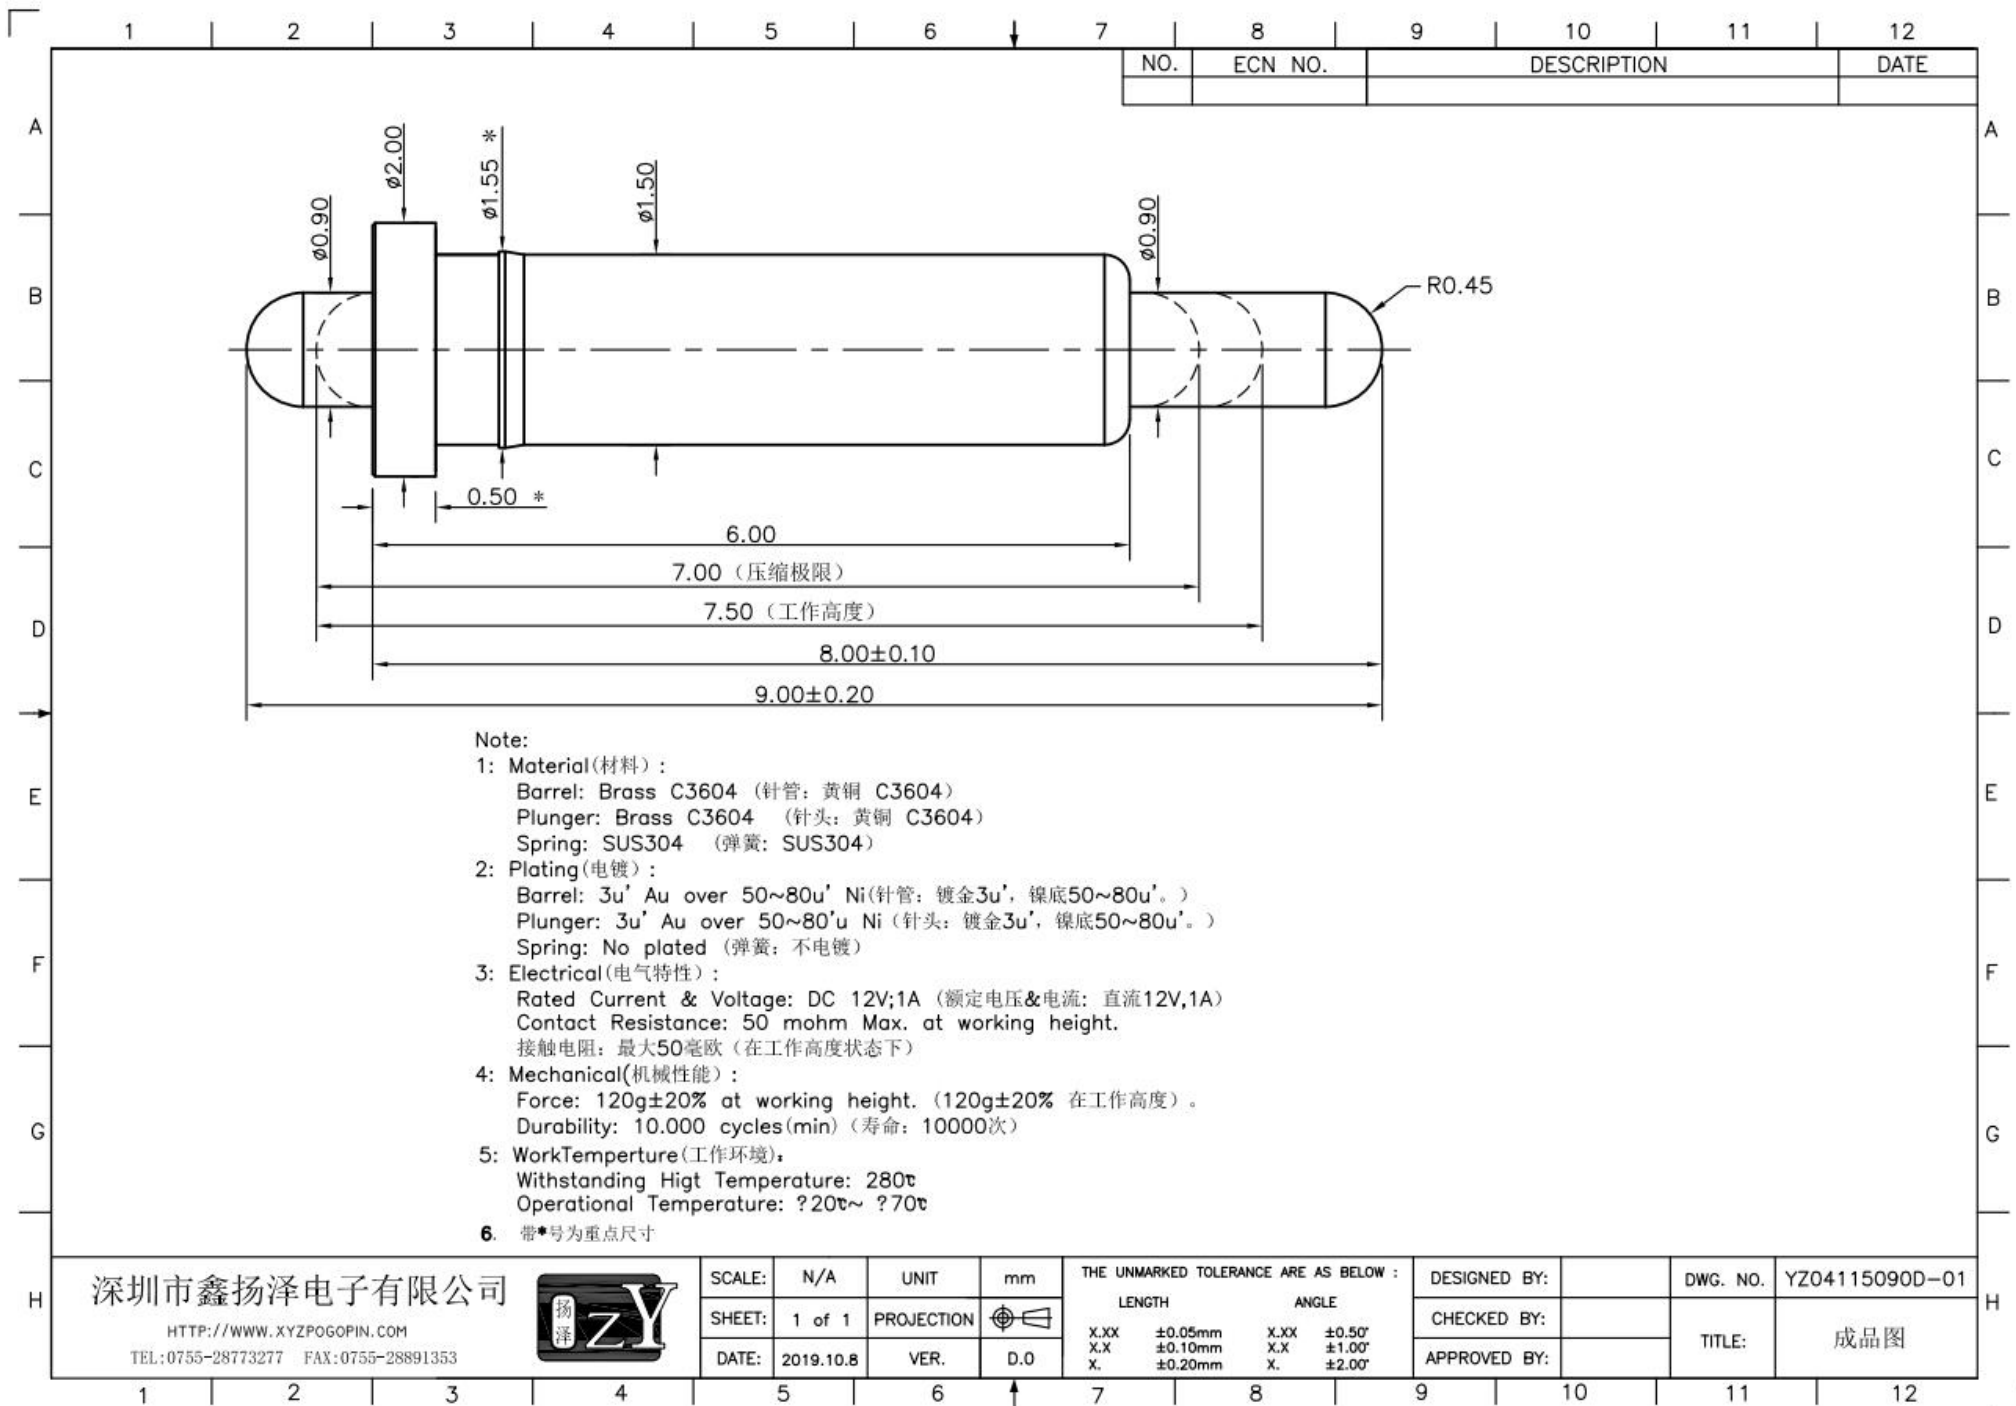 1 2 3 4 5 6 7 8 9 10 11 12
NO. ECN NO. DESCRIPTION DATE
A A
B B
C C
D D
E E
F F
G G
H H
ø0.90
ø2.00
ø1.55 *
ø1.50
ø0.90
R0.45
0.50 *
6.00
7.00（压缩极限）
7.50（工作高度）
8.00±0.10
9.00±0.20
Note:
1: Material(材料）:
Barrel: Brass C3604（针管: 黄铜 C3604）
Plunger: Brass C3604 （针头: 黄铜 C3604）
Spring: SUS304 （弹簧: SUS304）
2: Plating(电镀）:
Barrel: 3u' Au over 50~80u' Ni(针管: 镀金3u', 镍底50~80u'。)
Plunger: 3u' Au over 50~80'u Ni（针头: 镀金3u', 镍底50~80u'。)
Spring: No plated（弹簧: 不电镀）
3: Electrical(电气特性）:
Rated Current & Voltage: DC 12V;1A（额定电压&电流: 直流12V,1A）
Contact Resistance: 50 mohm Max. at working height.
接触电阻: 最大50毫欧（在工作高度状态下）
4: Mechanical(机械性能）:
Force: 120g±20% at working height.（120g±20% 在工作高度）。
Durability: 10.000 cycles(min)（寿命: 10000次）
5: WorkTemperture(工作环境):
Withstanding Higt Temperature: 280℃
Operational Temperature: ?20℃~ ?70℃
6. 带*号为重点尺寸
深圳市鑫扬泽电子有限公司
HTTP://WWW.XYZPOGOPIN.COM
TEL:0755-28773277 FAX:0755-28891353
扬泽 ZY
SCALE: N/A UNIT mm
SHEET: 1 of 1 PROJECTION
DATE: 2019.10.8 VER. D.0
THE UNMARKED TOLERANCE ARE AS BELOW :
LENGTH ANGLE
X.XX ±0.05mm X.XX ±0.50°
X.X ±0.10mm X.X ±1.00°
X. ±0.20mm X. ±2.00°
DESIGNED BY:
CHECKED BY:
APPROVED BY:
DWG. NO. YZ04115090D-01
TITLE: 成品图
1 2 3 4 5 6 7 8 9 10 11 12